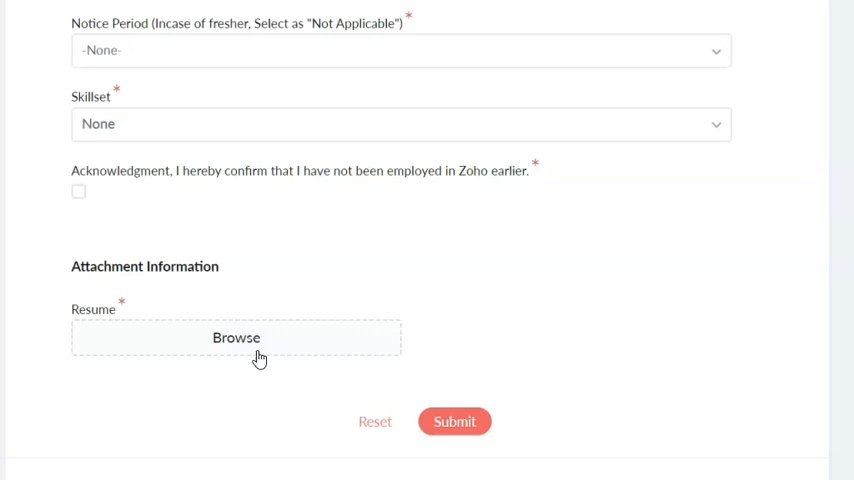 Notice Period (Incase of fresher, Select as "Not Applicable") *
-None-
Skillset *
None
Acknowledgment, I hereby confirm that I have not been employed in Zoho earlier. *
Attachment Information
Resume *
Browse
Reset Submit